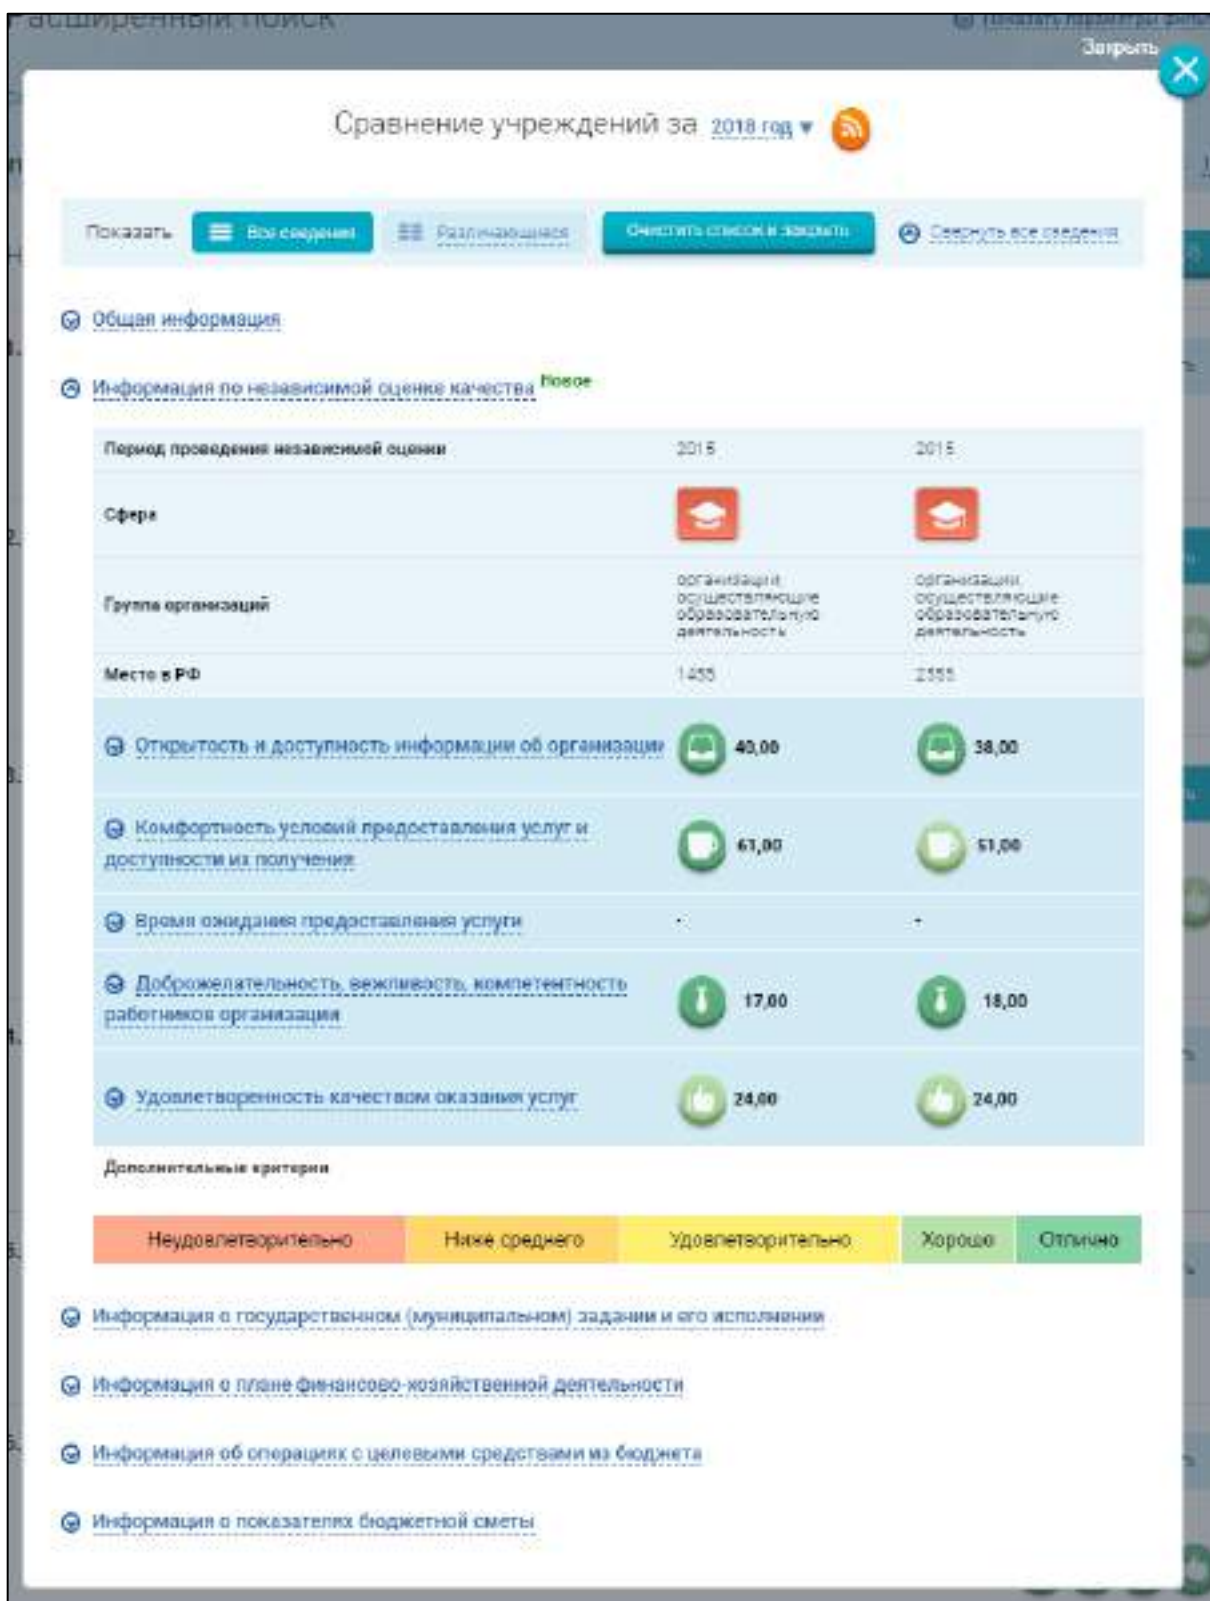 Расширенный поиск
Показать параметры
Закрыть
Сравнение учреждений за 2018 год ▼
Показать Все сведения Различающиеся Очистить список и закрыть Свернуть все сведения
Общая информация
Информация по независимой оценке качества Новое
Период проведения независимой оценки 2015 2015
Сфера
организации, организации,
осуществляющие осуществляющие
Группа организаций образовательную образовательную
деятельность деятельность
Место в РФ
Открытость и доступность информации об организации 40,00 38,00
Комфортность условий предоставления услуг и
доступности их получения 61,00 51,00
Время ожидания предоставления услуги - -
Доброжелательность, вежливость, компетентность
работников организации 17,00 18,00
Удовлетворенность качеством оказания услуг 24,00 24,00
Дополнительные критерии
Неудовлетворительно Ниже среднего Удовлетворительно Хорошо Отлично
Информация о государственном (муниципальном) задании и его исполнении
Информация о плане финансово-хозяйственной деятельности
Информация об операциях с целевыми средствами из бюджета
Информация о показателях бюджетной сметы